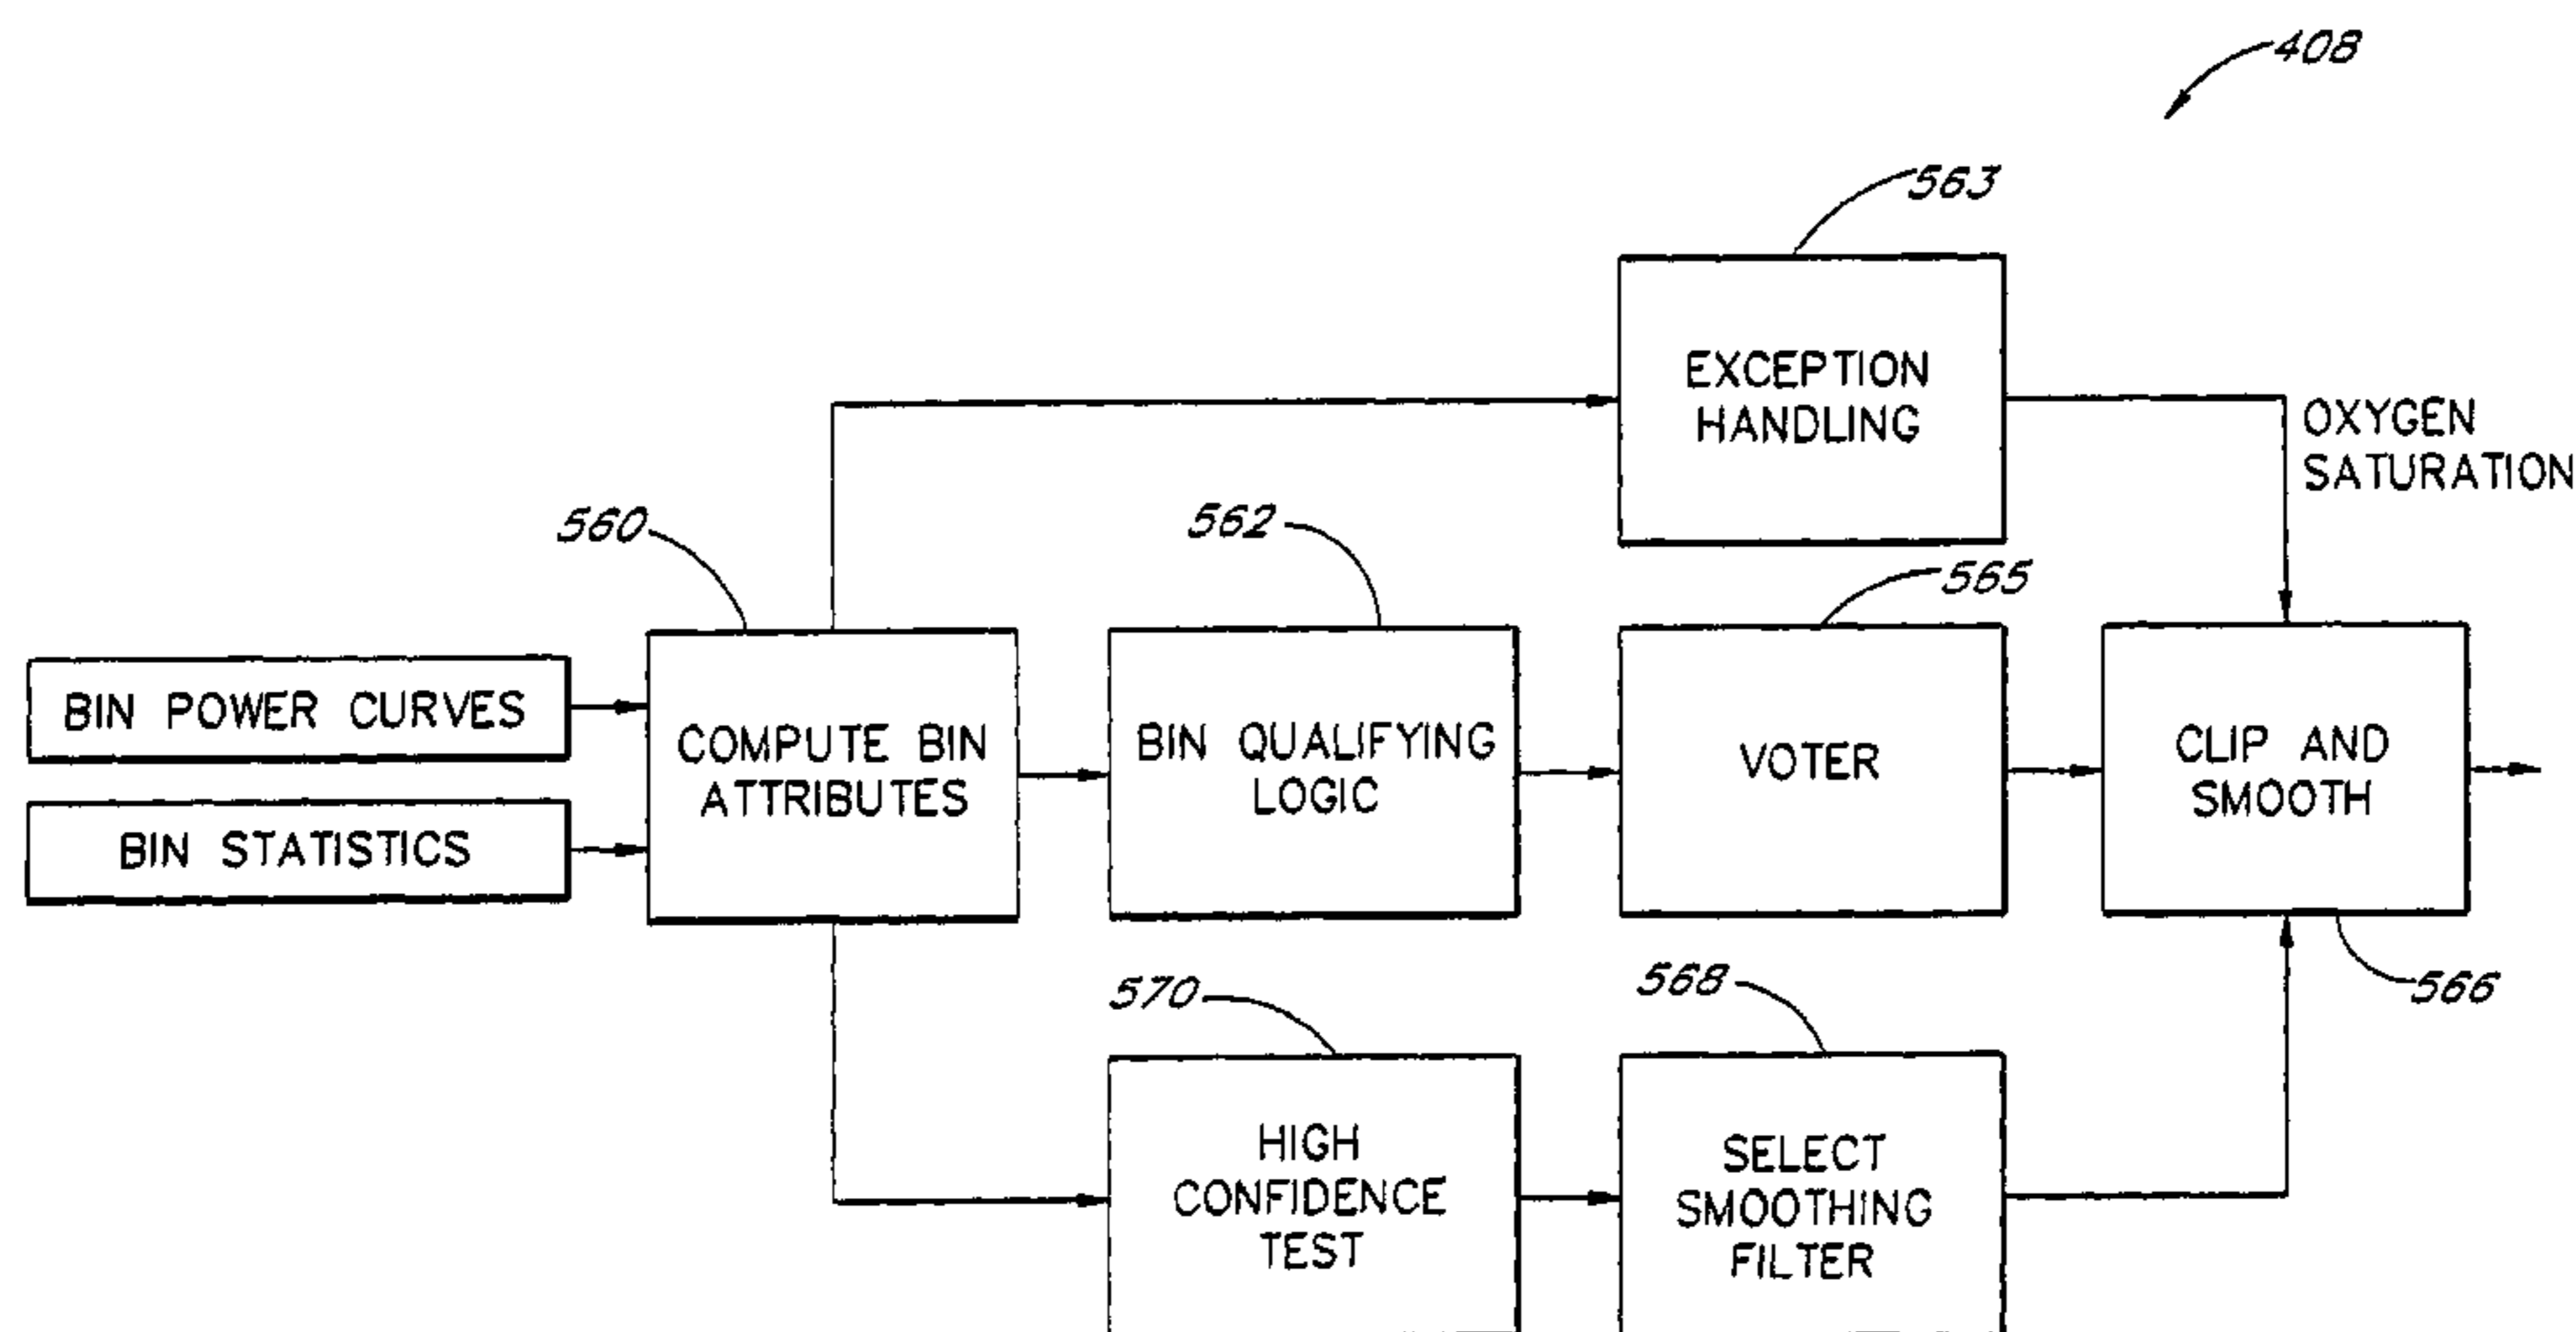 408
563
EXCEPTION
HANDLING
OXYGEN
SATURATION
560
562
565
BIN POWER CURVES
BIN STATISTICS
COMPUTE BIN
ATTRIBUTES
BIN QUALIFYING
LOGIC
VOTER
CLIP AND
SMOOTH
570
568
566
HIGH
CONFIDENCE
TEST
SELECT
SMOOTHING
FILTER